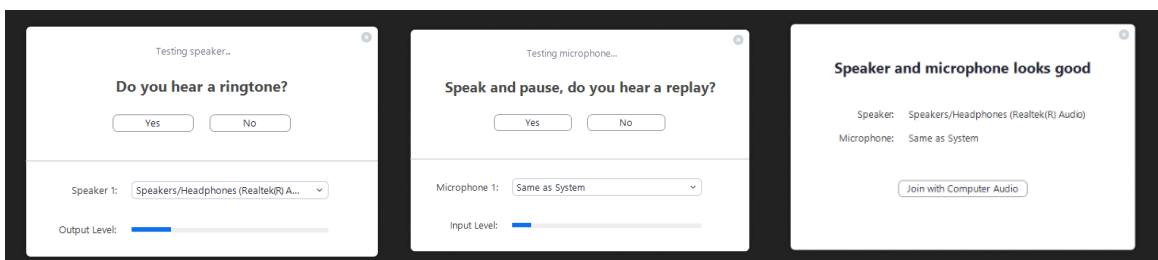 Testing speaker..
Do you hear a ringtone?
Yes No
Speaker 1: Speakers/Headphones (Realtek(R) A...
Output Level:
Testing microphone...
Speak and pause, do you hear a replay?
Yes No
Microphone 1: Same as System
Input Level:
Speaker and microphone looks good
Speaker: Speakers/Headphones (Realtek(R) Audio)
Microphone: Same as System
Join with Computer Audio